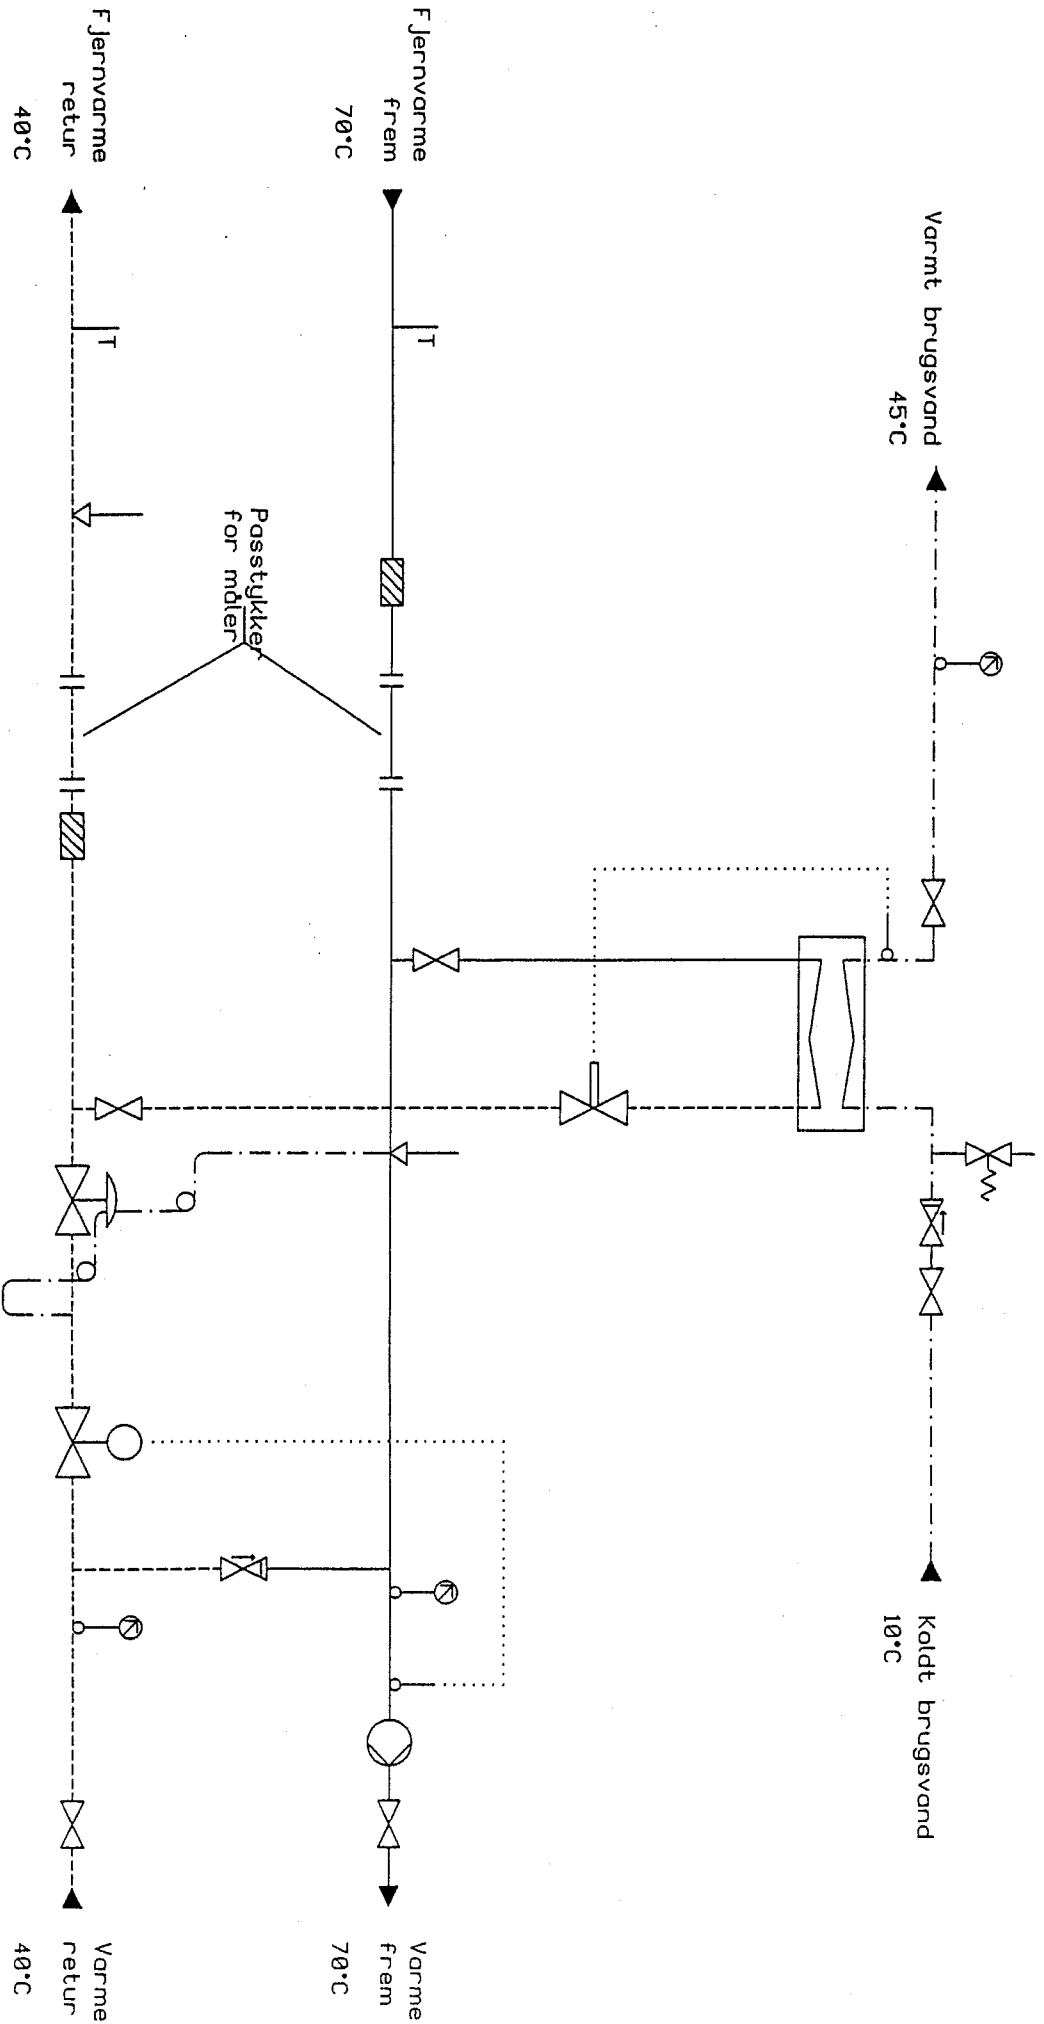 Varmt brugsvand
45°C
Koldt brugsvand
10°C
Fjernvarme
frem
70°C
T
Varme
frem
70°C
Passtykker
for måler
Fjernvarme
retur
40°C
T
Varme
retur
40°C